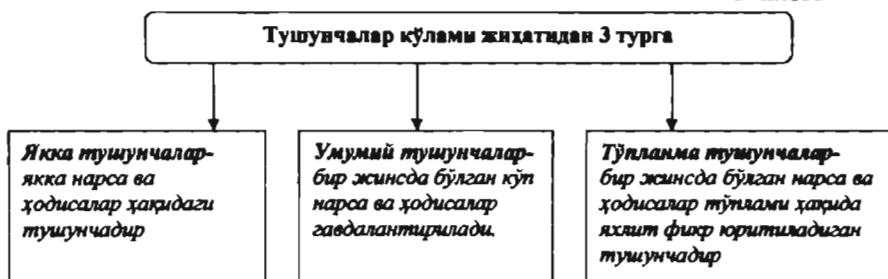 Тушунчалар кўлами жиҳатидан 3 турга
Якка тушунчалар-
якка нарса ва
ҳодисалар ҳақидаги
тушунчадир
Умумий тушунчалар-
бир жинсда бўлган кўп
нарса ва ҳодисалар
гавдалантирилади.
Тўпланма тушунчалар-
бир жинсда бўлган нарса ва
ҳодисалар тўплами ҳақида
яхлит фикр юритиладиган
тушунчадир